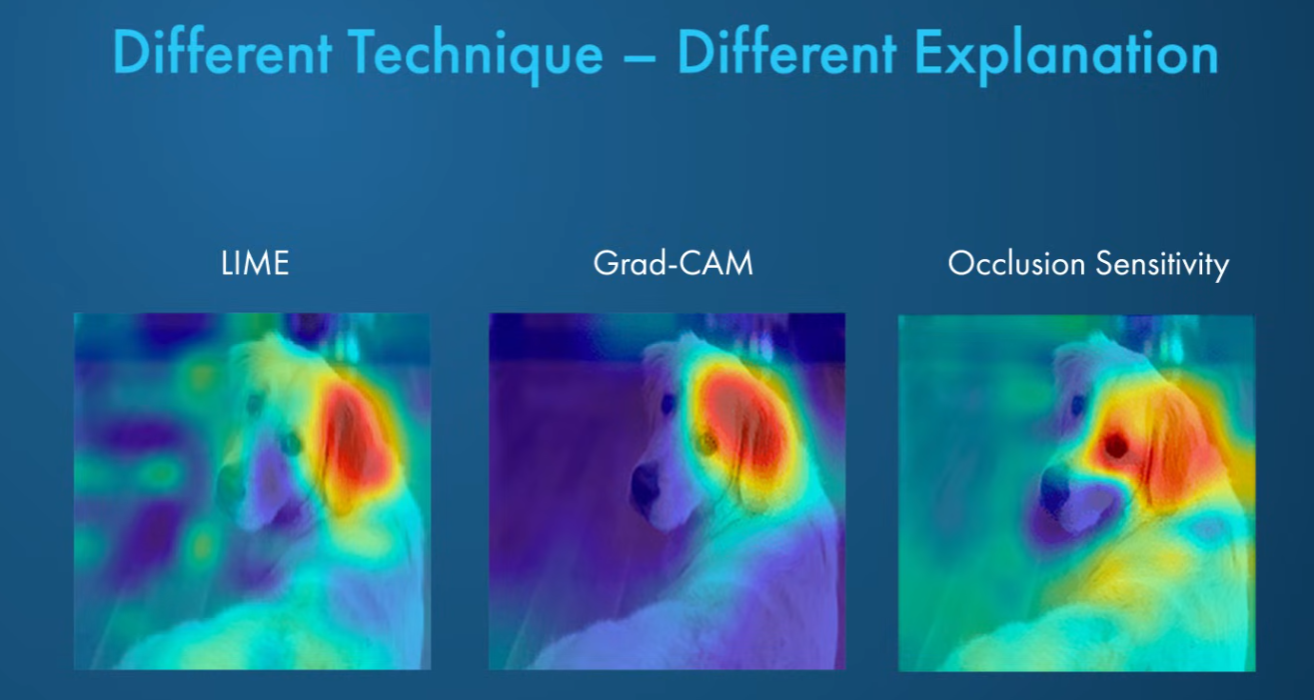 Different Technique – Different Explanation
LIME
Grad-CAM
Occlusion Sensitivity